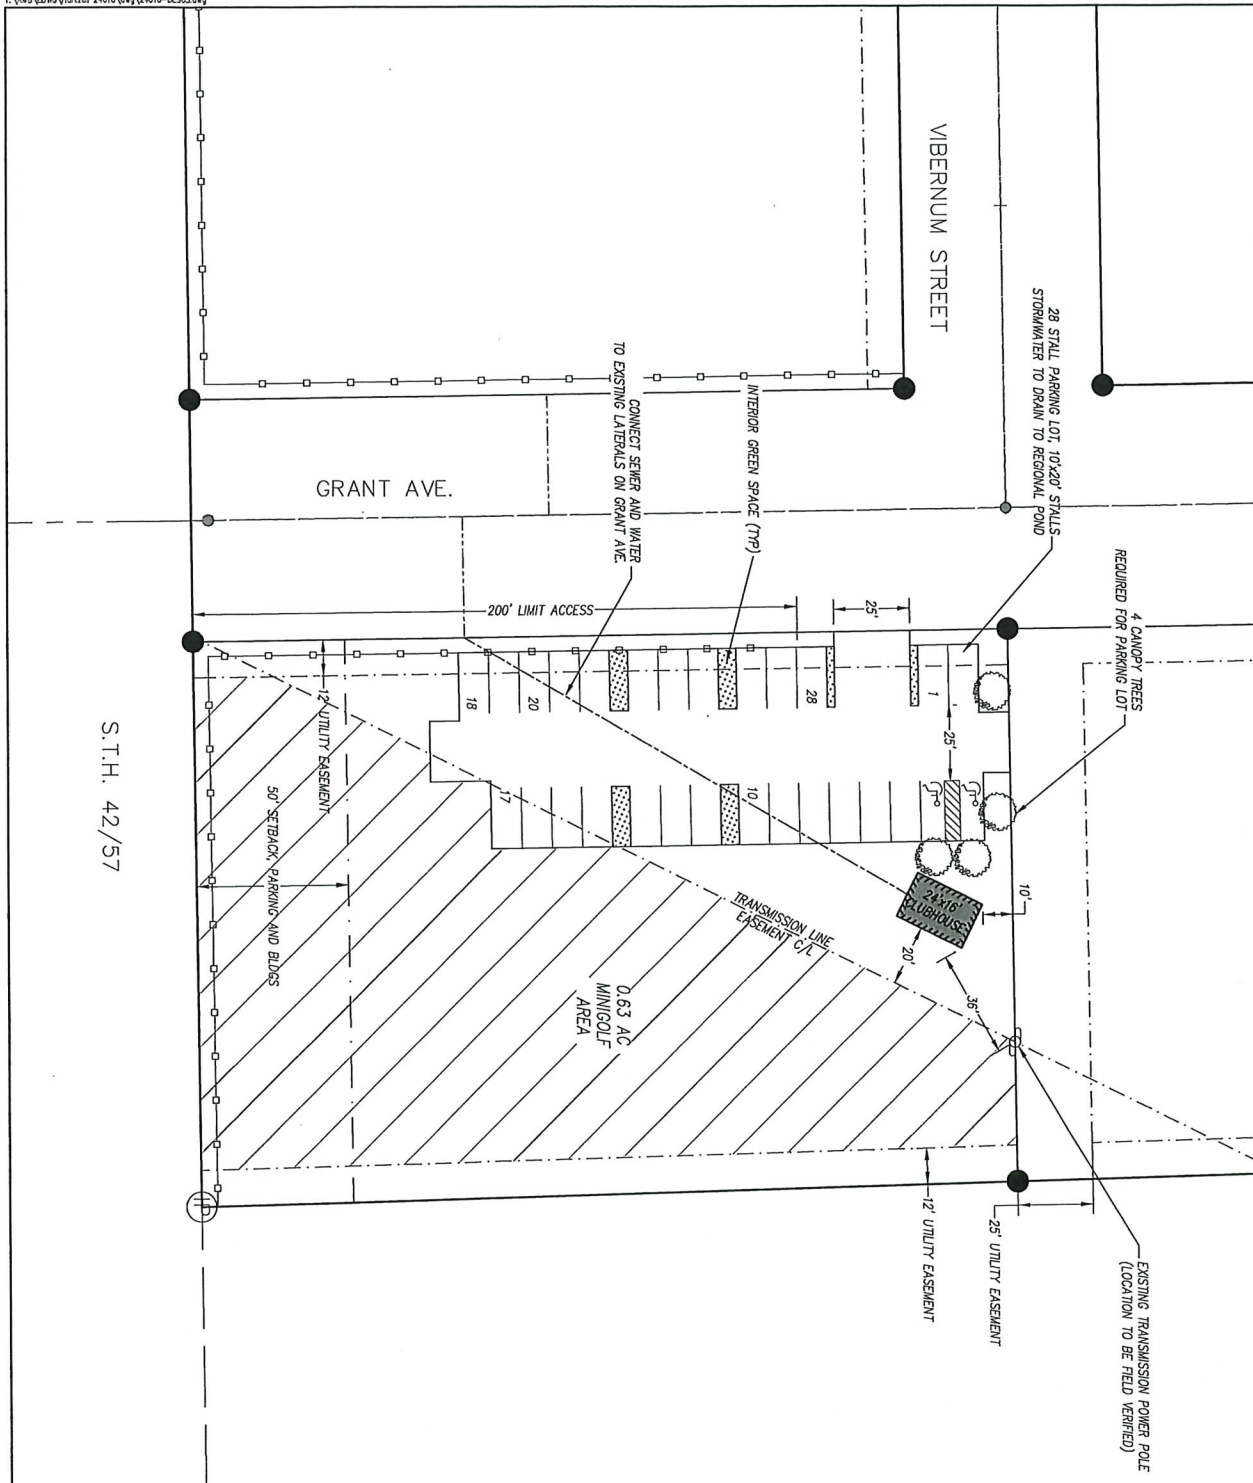 VIBERNUM STREET
28 STALL PARKING LOT, 10'x20' STALLS
STORMWATER TO DRAIN TO REGIONAL POND
CONNECT SEWER AND WATER
TO EXISTING LATERALS ON GRANT AVE.
INTERIOR GREEN SPACE (TYP)
GRANT AVE.
4 CANOPY TREES
REQUIRED FOR PARKING LOT
200' LIMIT ACCESS
25'
12' UTILITY EASEMENT
18
20
28
1
25'
17
10
S.T.H. 42/57
50' SETBACK, PARKING AND BLDGS
TRANSMISSION LINE
EASEMENT C/L
24'x16'
CLUBHOUSE
10'
20'
36'
0.63 AC
MINIGOLF
AREA
12' UTILITY EASEMENT
25' UTILITY EASEMENT
EXISTING TRANSMISSION POWER POLE
(LOCATION TO BE FIELD VERIFIED)